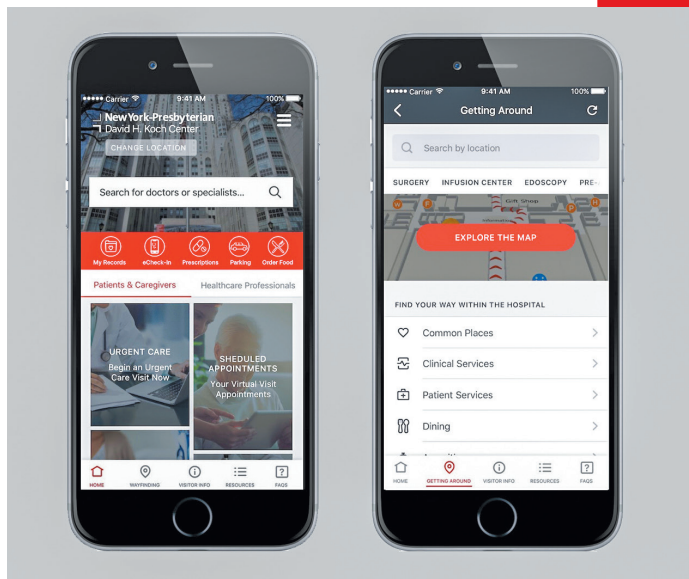 Carrier 9:41 AM 100%
NewYork-Presbyterian
David H. Koch Center
CHANGE LOCATION
Search for doctors or specialists...
My Records eCheck-In Prescriptions Parking Order Food
Patients & Caregivers Healthcare Professionals
URGENT CARE
Begin an Urgent
Care Visit Now
SHEDULED
APPOINTMENTS
Your Virtual Visit
Appointments
HOME WAYFINDING VISITOR INFO RESOURCES FAQS
Carrier 9:41 AM 100%
Getting Around
Search by location
SURGERY INFUSION CENTER EDOSCOPY PRE-
Gift Shop
EXPLORE THE MAP
FIND YOUR WAY WITHIN THE HOSPITAL
Common Places
Clinical Services
Patient Services
Dining
HOME GETTING AROUND VISITOR INFO RESOURCES FAQS